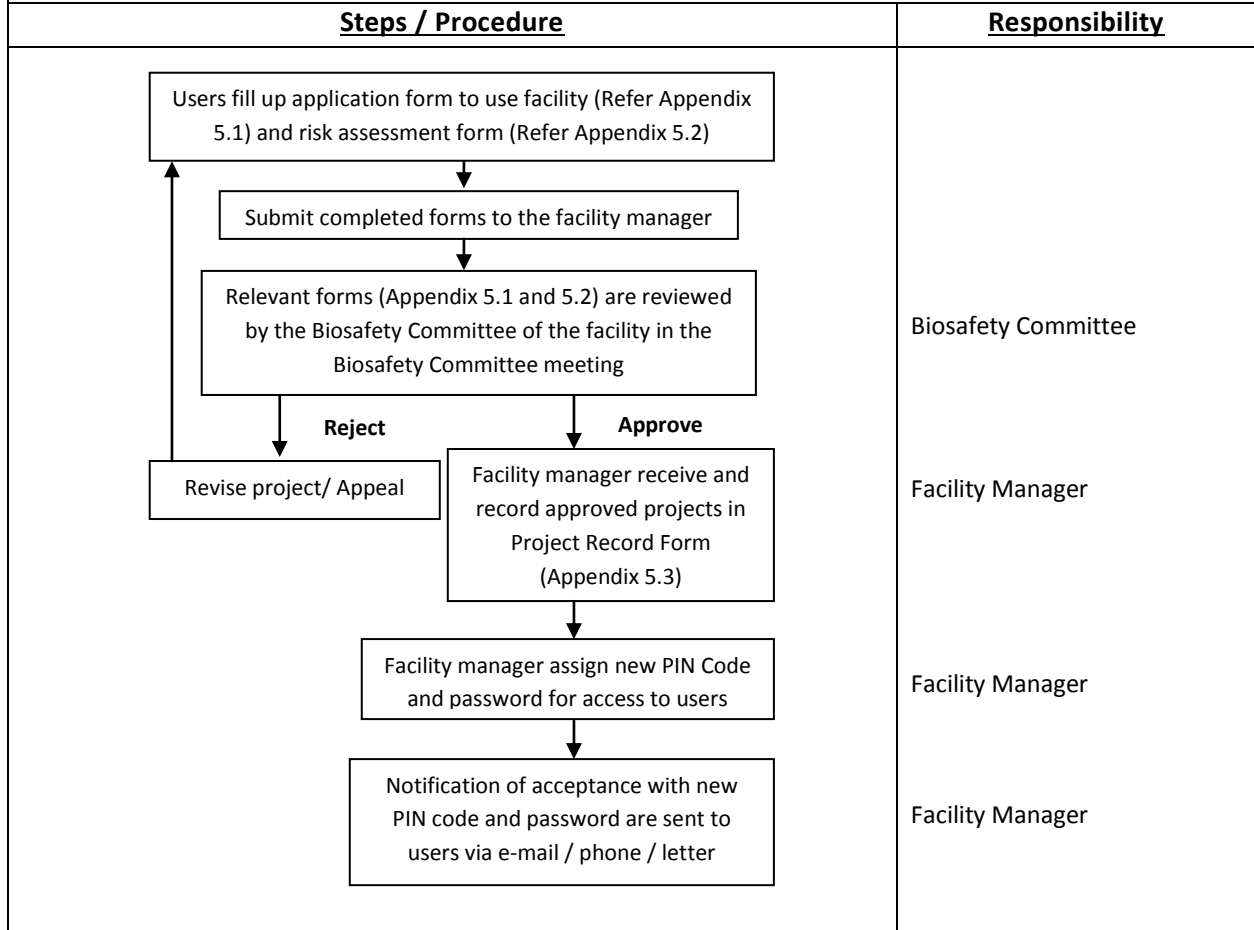 Steps / Procedure
Responsibility
Users fill up application form to use facility (Refer Appendix
5.1) and risk assessment form (Refer Appendix 5.2)
Submit completed forms to the facility manager
Relevant forms (Appendix 5.1 and 5.2) are reviewed
by the Biosafety Committee of the facility in the
Biosafety Committee meeting
Biosafety Committee
Reject
Approve
Revise project/ Appeal
Facility manager receive and
record approved projects in
Project Record Form
(Appendix 5.3)
Facility Manager
Facility manager assign new PIN Code
and password for access to users
Facility Manager
Notification of acceptance with new
PIN code and password are sent to
users via e-mail / phone / letter
Facility Manager